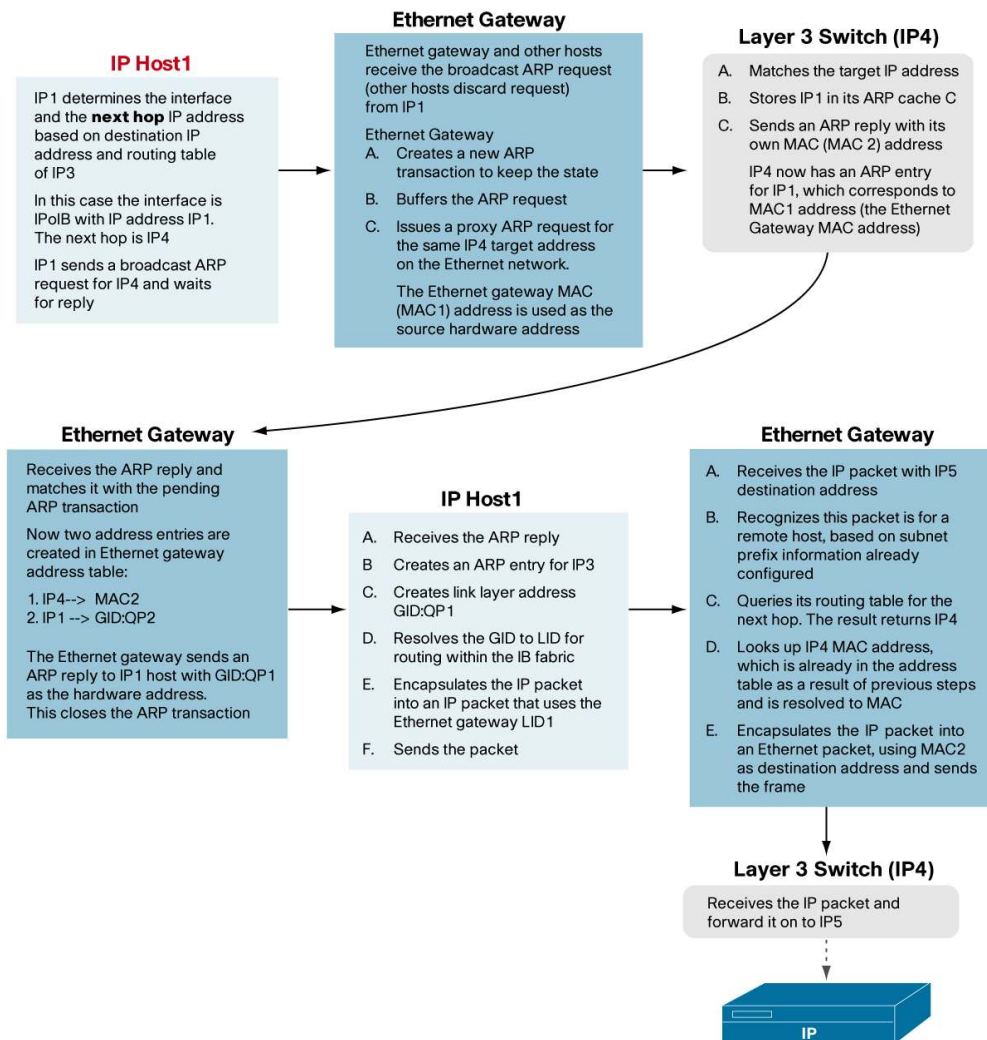 IP Host1
IP1 determines the interface
and the next hop IP address
based on destination IP
address and routing table
of IP3
In this case the interface is
IPoIB with IP address IP1.
The next hop is IP4
IP1 sends a broadcast ARP
request for IP4 and waits
for reply
Ethernet Gateway
Ethernet gateway and other hosts
receive the broadcast ARP request
(other hosts discard request)
from IP1
Ethernet Gateway
A. Creates a new ARP
transaction to keep the state
B. Buffers the ARP request
C. Issues a proxy ARP request for
the same IP4 target address
on the Ethernet network.
The Ethernet gateway MAC
(MAC1) address is used as the
source hardware address
Layer 3 Switch (IP4)
A. Matches the target IP address
B. Stores IP1 in its ARP cache C
C. Sends an ARP reply with its
own MAC (MAC 2) address
IP4 now has an ARP entry
for IP1, which corresponds to
MAC1 address (the Ethernet
Gateway MAC address)
Ethernet Gateway
Receives the ARP reply and
matches it with the pending
ARP transaction
Now two address entries are
created in Ethernet gateway
address table:
1. IP4--> MAC2
2. IP1 --> GID:QP2
The Ethernet gateway sends an
ARP reply to IP1 host with GID:QP1
as the hardware address.
This closes the ARP transaction
IP Host1
A. Receives the ARP reply
B Creates an ARP entry for IP3
C. Creates link layer address
GID:QP1
D. Resolves the GID to LID for
routing within the IB fabric
E. Encapsulates the IP packet
into an IP packet that uses the
Ethernet gateway LID1
F. Sends the packet
Ethernet Gateway
A. Receives the IP packet with IP5
destination address
B. Recognizes this packet is for a
remote host, based on subnet
prefix information already
configured
C. Queries its routing table for the
next hop. The result returns IP4
D. Looks up IP4 MAC address,
which is already in the address
table as a result of previous steps
and is resolved to MAC
E. Encapsulates the IP packet into
an Ethernet packet, using MAC2
as destination address and sends
the frame
Layer 3 Switch (IP4)
Receives the IP packet and
forward it on to IP5
IP